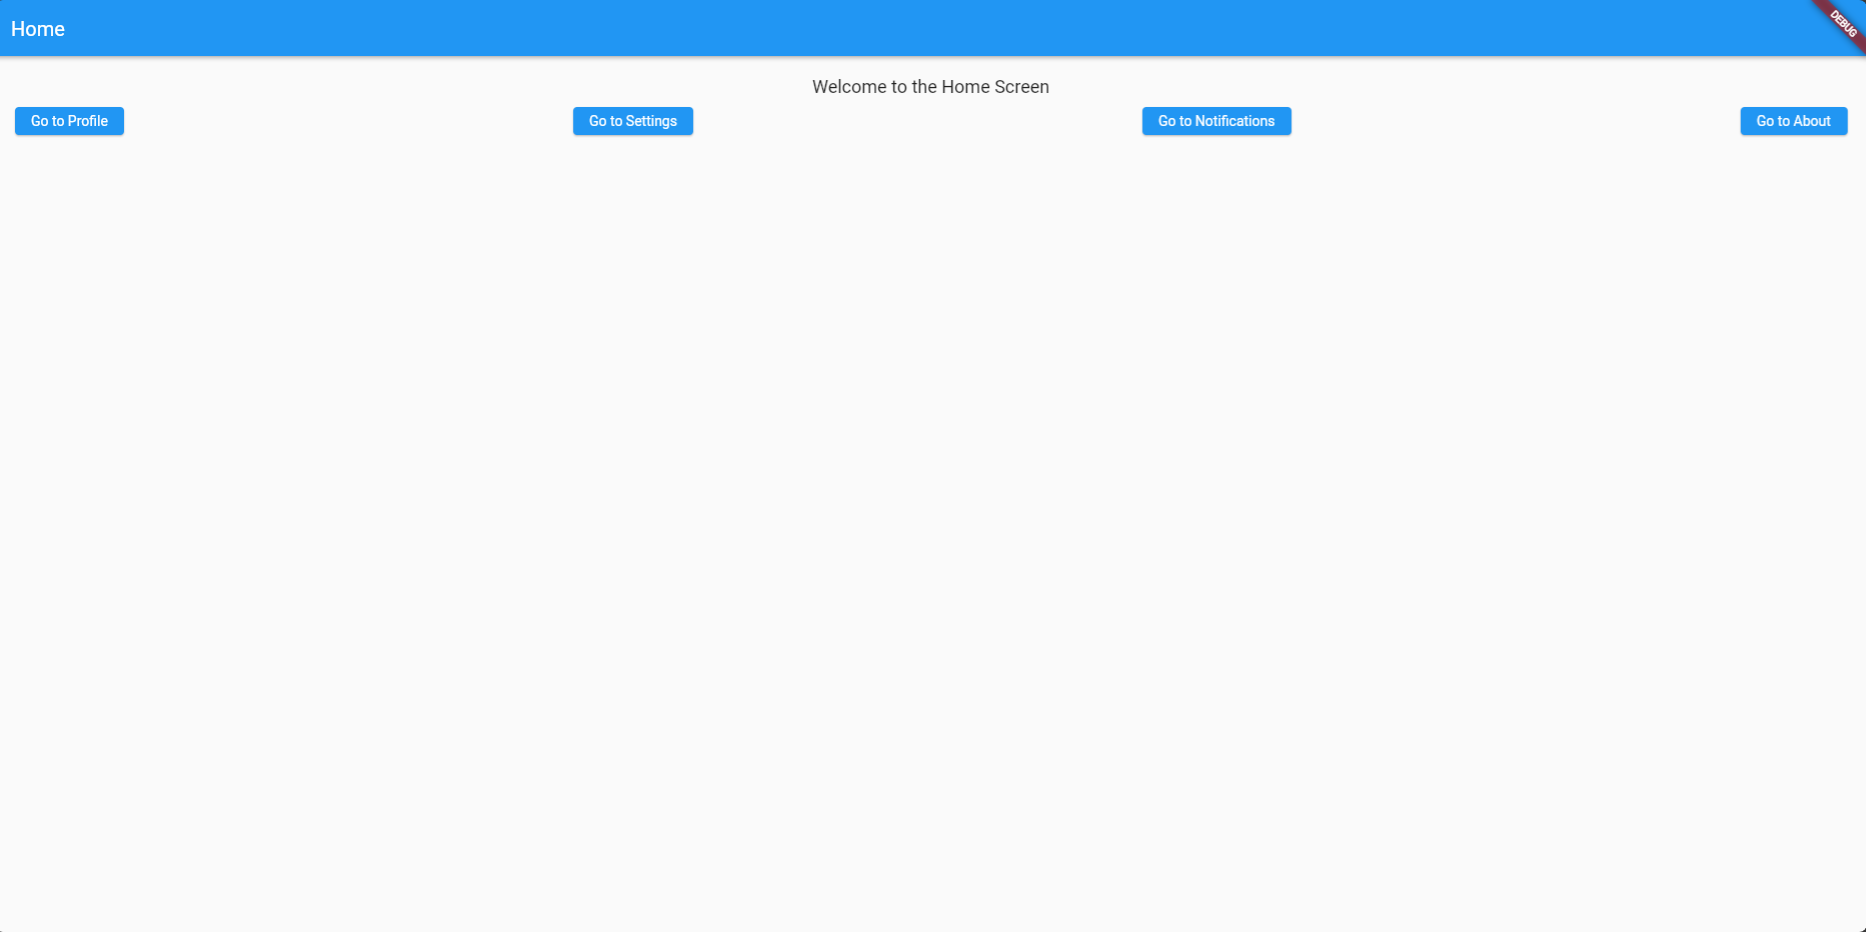 Home
DEBUG
Welcome to the Home Screen
Go to Profile
Go to Settings
Go to Notifications
Go to About